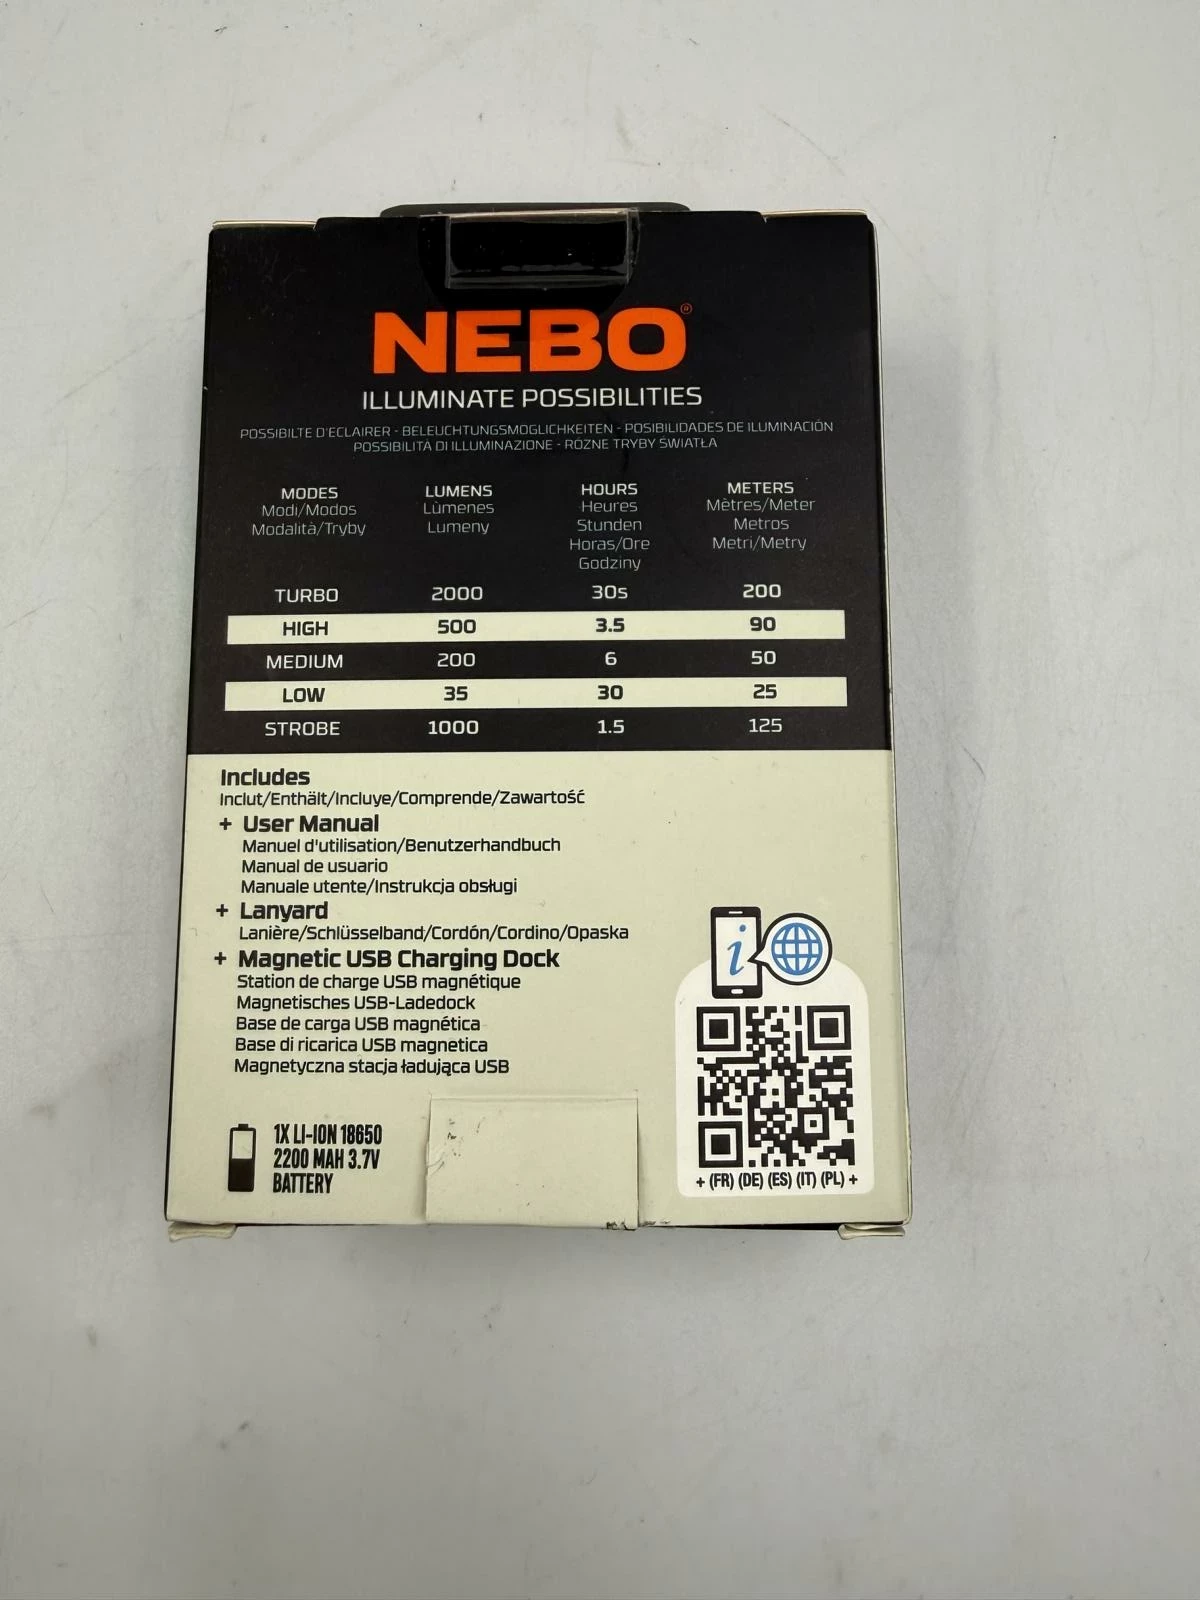 NEBO®
ILLUMINATE POSSIBILITIES
POSSIBILTE D'ECLAIRER - BELEUCHTUNGSMÖGLICHKEITEN - POSIBILIDADES DE ILUMINACIÓN
POSSIBILITÀ DI ILLUMINAZIONE - RÓZNE TRYBY ŚWIATŁA
MODES LUMENS HOURS METERS
Modi/Modos Lùmenes Heures Mètres/Meter
Modalità/Tryby Lumeny Stunden Metros
Horas/Ore Metri/Metry
Godziny
TURBO 2000 30s 200
HIGH 500 3.5 90
MEDIUM 200 6 50
LOW 35 30 25
STROBE 1000 1.5 125
Includes
Inclut/Enthält/Incluye/Comprende/Zawartość
+ User Manual
Manuel d'utilisation/Benutzerhandbuch
Manual de usuario
Manuale utente/Instrukcja obsługi
+ Lanyard
Lanière/Schlüsselband/Cordón/Cordino/Opaska
+ Magnetic USB Charging Dock
Station de charge USB magnétique
Magnetisches USB-Ladedock
Base de carga USB magnética
Base di ricarica USB magnetica
Magnetyczna stacja ładująca USB
1X LI-ION 18650
2200 MAH 3.7V
BATTERY
i
+ (FR) (DE) (ES) (IT) (PL) +